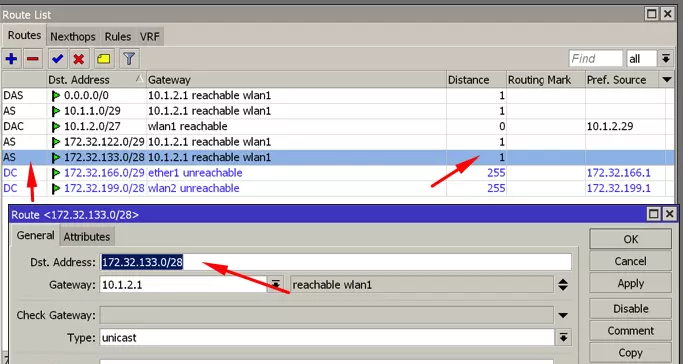 Route List
Routes Nexthops Rules VRF
Find all
Dst. Address Gateway Distance Routing Mark Pref. Source
DAS 0.0.0.0/0 10.1.2.1 reachable wlan1 1
AS 10.1.1.0/29 10.1.2.1 reachable wlan1 1
DAC 10.1.2.0/27 wlan1 reachable 0 10.1.2.29
AS 172.32.122.0/29 10.1.2.1 reachable wlan1 1
AS 172.32.133.0/28 10.1.2.1 reachable wlan1 1
DC 172.32.166.0/29 ether1 unreachable 255 172.32.166.1
DC 172.32.199.0/28 wlan2 unreachable 255 172.32.199.1
Route <172.32.133.0/28>
General Attributes
OK
Dst. Address: 172.32.133.0/28
Cancel
Gateway: 10.1.2.1 reachable wlan1
Apply
Check Gateway:
Disable
Type: unicast
Comment
Copy